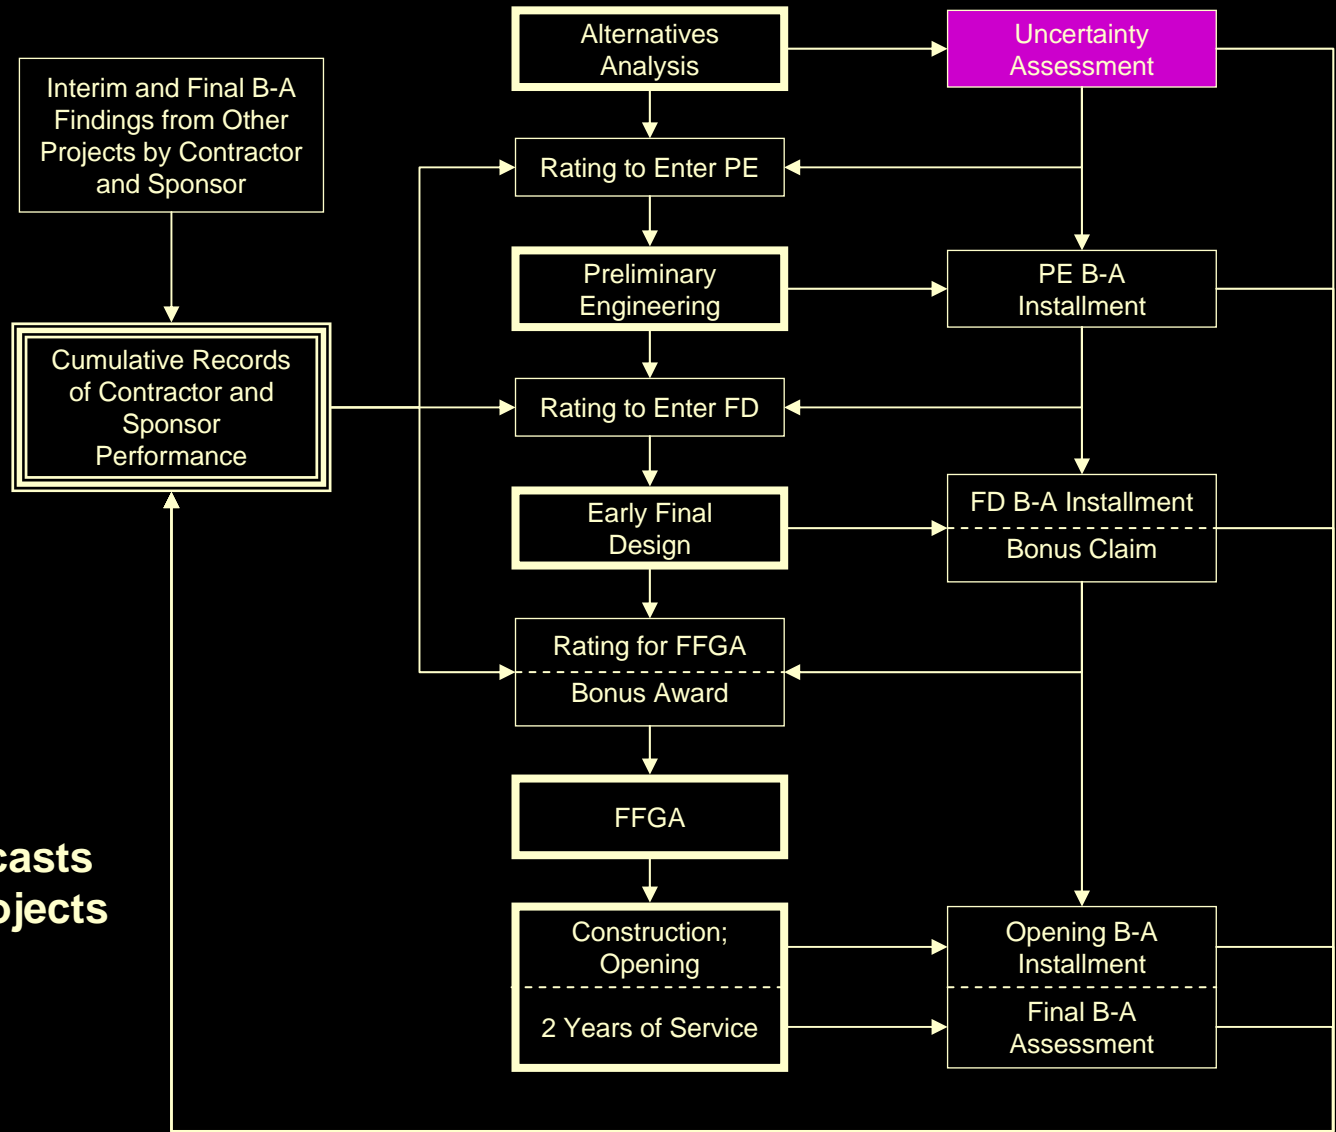 Alternatives
Analysis
Uncertainty
Assessment
Interim and Final B-A
Findings from Other
Projects by Contractor
and Sponsor
Rating to Enter PE
Preliminary
Engineering
PE B-A
Installment
Cumulative Records
of Contractor and
Sponsor
Performance
Rating to Enter FD
Early Final
Design
FD B-A Installment
Bonus Claim
Rating for FFGA
Bonus Award
FFGA
casts
ojects
Construction;
Opening
2 Years of Service
Opening B-A
Installment
Final B-A
Assessment